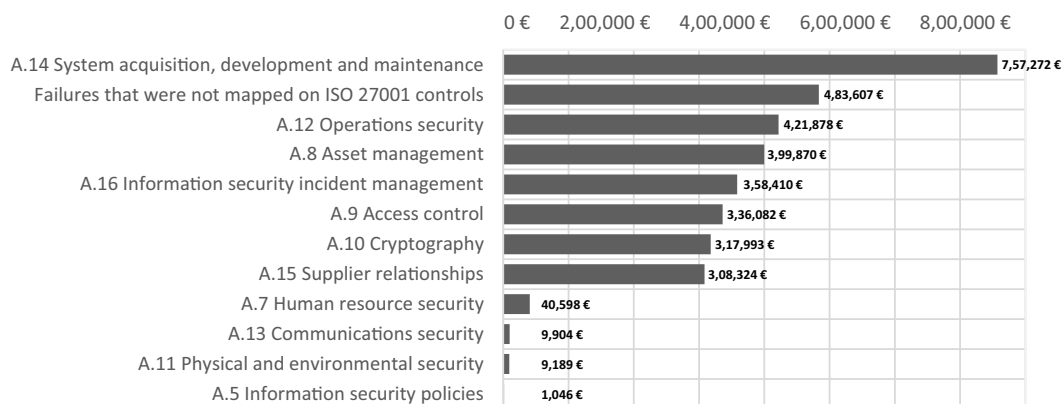 0 € 2,00,000 € 4,00,000 € 6,00,000 € 8,00,000 €
A.14 System acquisition, development and maintenance 7,57,272 €
Failures that were not mapped on ISO 27001 controls 4,83,607 €
A.12 Operations security 4,21,878 €
A.8 Asset management 3,99,870 €
A.16 Information security incident management 3,58,410 €
A.9 Access control 3,36,082 €
A.10 Cryptography 3,17,993 €
A.15 Supplier relationships 3,08,324 €
A.7 Human resource security 40,598 €
A.13 Communications security 9,904 €
A.11 Physical and environmental security 9,189 €
A.5 Information security policies 1,046 €